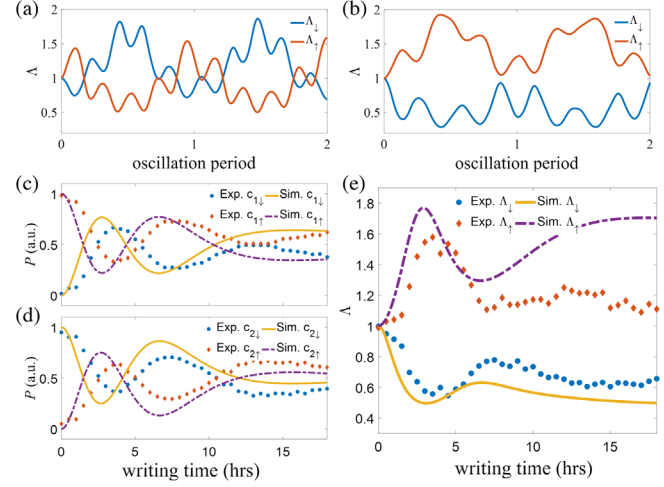 (a)
Λ
2
1.5
1
0.5
0
1
2
oscillation period
Λ↓
Λ↑
(b)
2
1.5
1
0.5
0
1
2
oscillation period
Λ↓
Λ↑
(c)
P (a.u.)
1
0.5
0
Exp. c1↓ Sim. c1↓
Exp. c1↑ Sim. c1↑
(d)
P (a.u.)
1
0.5
0
0 5 10 15
writing time (hrs)
Exp. c2↓ Sim. c2↓
Exp. c2↑ Sim. c2↑
(e)
Λ
1.8
1.6
1.4
1.2
1.0
0.8
0.6
0.4
0 5 10 15
writing time (hrs)
Exp. Λ↓ Sim. Λ↓
Exp. Λ↑ Sim. Λ↑